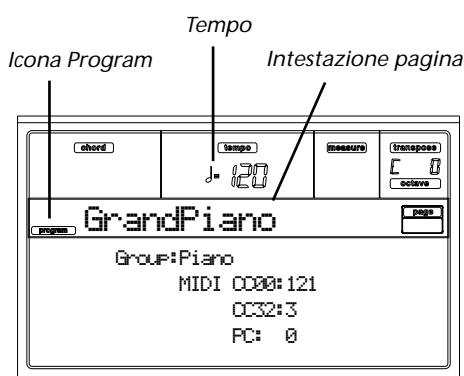 Tempo
Icona Program
Intestazione pagina
chord
tempo
measure
transpose
♩= 120
C 0
octave
program
GrandPiano
page
Group:Piano
MIDI CC00:121
CC32:3
PC: 0